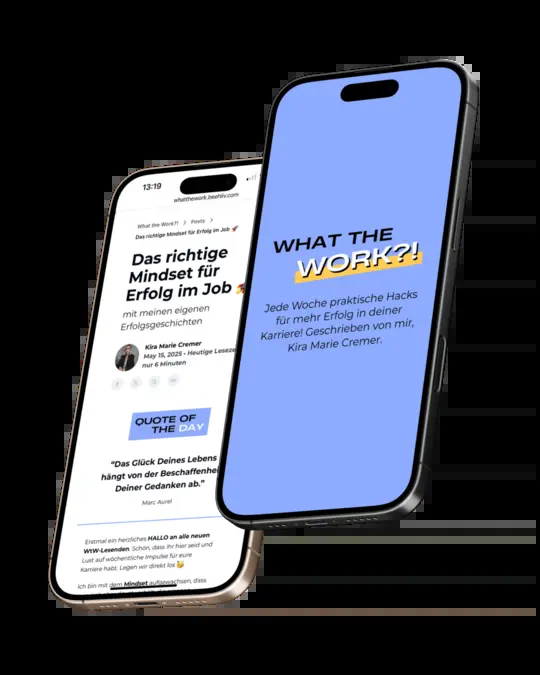 13:19
whatthework.beehiiv.com
What the Work?! > Posts >
Das richtige Mindset für Erfolg im Job 🚀
Das richtige
Mindset für
Erfolg im Job 🚀
mit meinen eigenen
Erfolgsgeschichten
Kira Marie Cremer
May 15, 2025 • Heutige Leseze
nur 6 Minuten
QUOTE OF
THE DAY
“Das Glück Deines Lebens
hängt von der Beschaffenhei
Deiner Gedanken ab.”
Marc Aurel
Erstmal ein herzliches HALLO an alle neuen
WtW-Lesenden. Schön, dass ihr hier seid und
Lust auf wöchentliche Impulse für eure
Karriere habt. Legen wir direkt los 🥳
Ich bin mit dem Mindset aufgewachsen, dass
WHAT THE
WORK?!
Jede Woche praktische Hacks
für mehr Erfolg in deiner
Karriere! Geschrieben von mir,
Kira Marie Cremer.